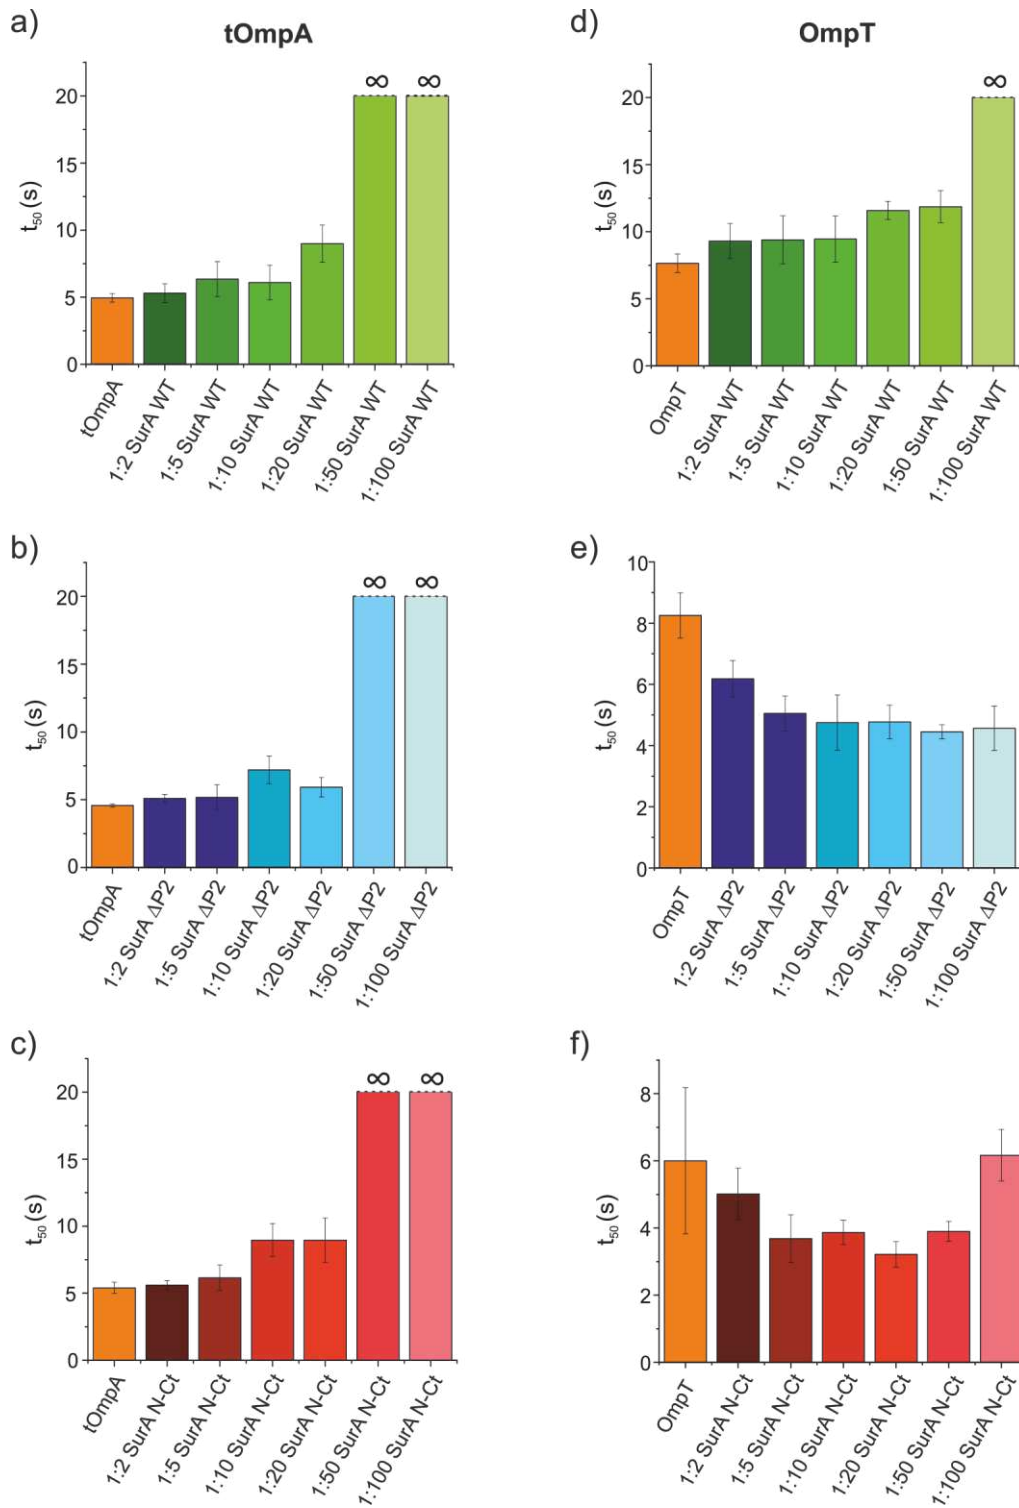 a)
tOmpA
∞ ∞
20
15
10
5
0
t50 (s)
tOmpA
1:2 SurA WT
1:5 SurA WT
1:10 SurA WT
1:20 SurA WT
1:50 SurA WT
1:100 SurA WT
d)
OmpT
∞
20
15
10
5
0
t50 (s)
OmpT
1:2 SurA WT
1:5 SurA WT
1:10 SurA WT
1:20 SurA WT
1:50 SurA WT
1:100 SurA WT
b)
∞ ∞
20
15
10
5
0
t50 (s)
tOmpA
1:2 SurA ΔP2
1:5 SurA ΔP2
1:10 SurA ΔP2
1:20 SurA ΔP2
1:50 SurA ΔP2
1:100 SurA ΔP2
e)
10
8
6
4
2
0
t50 (s)
OmpT
1:2 SurA ΔP2
1:5 SurA ΔP2
1:10 SurA ΔP2
1:20 SurA ΔP2
1:50 SurA ΔP2
1:100 SurA ΔP2
c)
∞ ∞
20
15
10
5
0
t50 (s)
tOmpA
1:2 SurA N-Ct
1:5 SurA N-Ct
1:10 SurA N-Ct
1:20 SurA N-Ct
1:50 SurA N-Ct
1:100 SurA N-Ct
f)
8
6
4
2
0
t50 (s)
OmpT
1:2 SurA N-Ct
1:5 SurA N-Ct
1:10 SurA N-Ct
1:20 SurA N-Ct
1:50 SurA N-Ct
1:100 SurA N-Ct